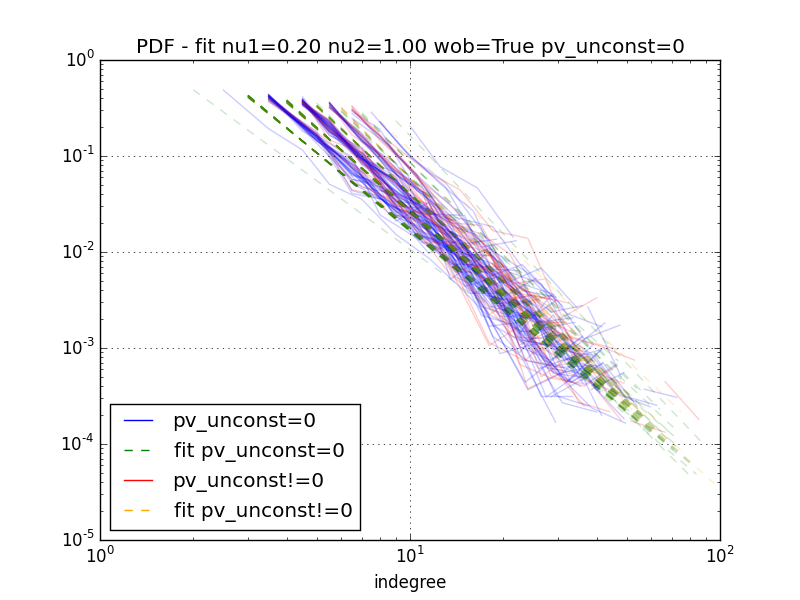 PDF - fit nu1=0.20 nu2=1.00 wob=True pv_unconst=0
10^0
10^-1
10^-2
10^-3
10^-4
10^-5
pv_unconst=0
fit pv_unconst=0
pv_unconst!=0
fit pv_unconst!=0
10^0
10^1
10^2
indegree